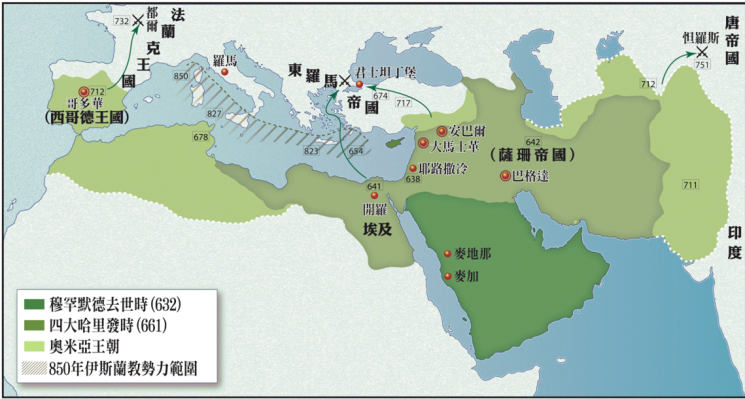 732
都爾
法蘭克王國
羅馬
850
712
哥多華
(西哥德王國)
827
678
823
654
東羅馬帝國
君士坦丁堡
674
717
安巴爾
大馬士革
耶路撒冷
638
641
開羅
埃及
642
(薩珊帝國)
巴格達
麥地那
麥加
712
怛羅斯
751
唐帝國
711
印度
穆罕默德去世時(632)
四大哈里發時(661)
奧米亞王朝
850年伊斯蘭教勢力範圍